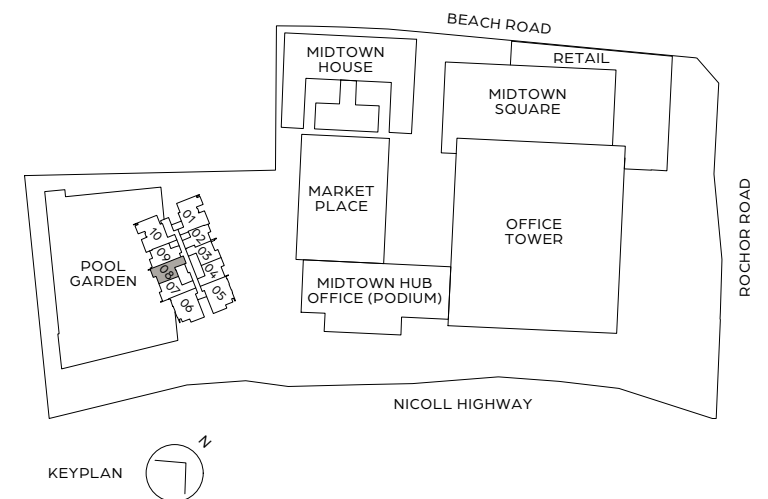 BEACH ROAD
MIDTOWN
HOUSE
RETAIL
MIDTOWN
SQUARE
MARKET
PLACE
OFFICE
TOWER
ROCHOR ROAD
01
02
03
04
05
10
09
08
07
06
POOL
GARDEN
MIDTOWN HUB
OFFICE (PODIUM)
NICOLL HIGHWAY
KEYPLAN
N